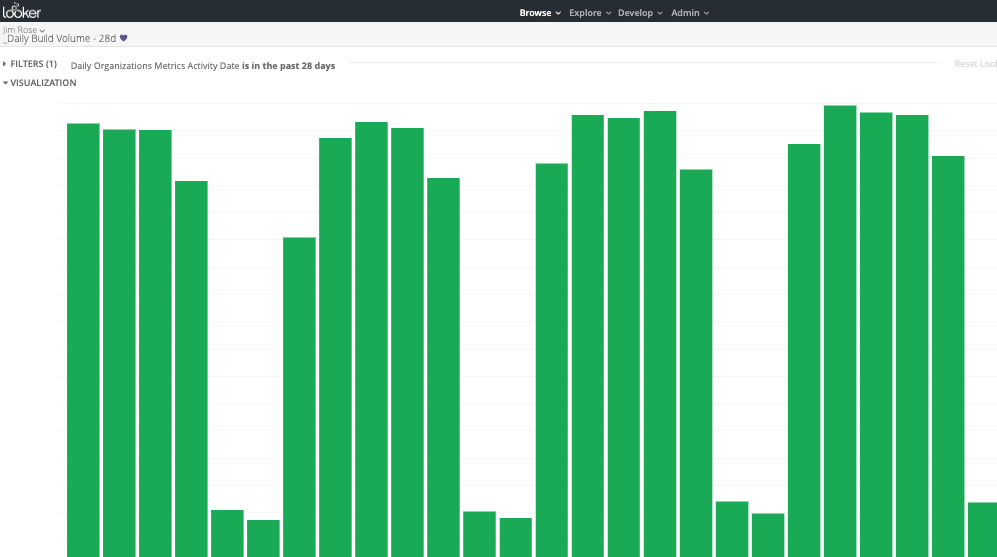 looker
Browse Explore Develop Admin
Jim Rose
_Daily Build Volume - 28d
FILTERS (1) Daily Organizations Metrics Activity Date is in the past 28 days
Reset Look
VISUALIZATION